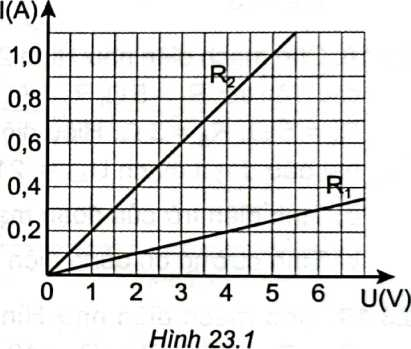 I(A)
1,0
0,8
0,6
0,4
0,2
0
R₂
R₁
1 2 3 4 5 6 U(V)
Hình 23.1